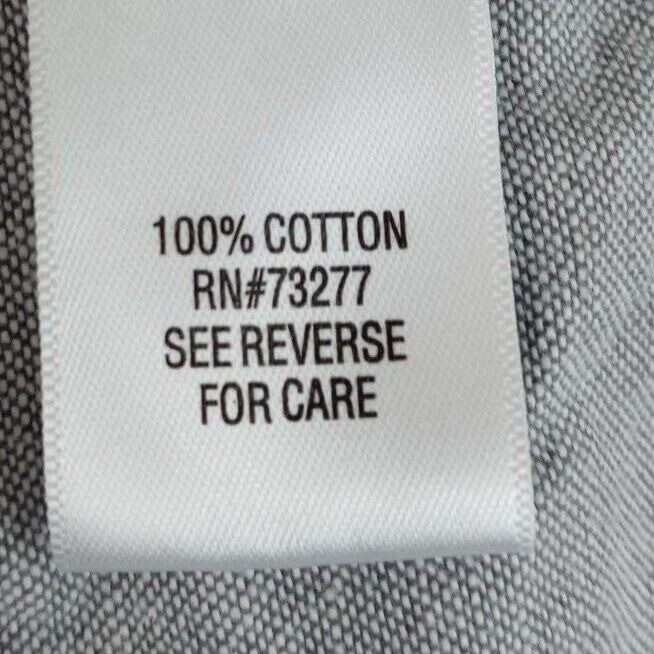 100% COTTON
RN#73277
SEE REVERSE
FOR CARE